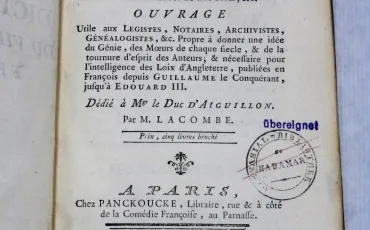 OUVRAGE
Utile aux LEGISTES, NOTAIRES, ARCHIVISTES,
GÉNÉALOGISTES, &c. Propre à donner une idée
du Génie, des Mœurs de chaque siecle, & de la
tournure d'esprit des Auteurs; & nécessaire pour
l'intelligence des Loix d'Angleterre, publiées en
François depuis GUILLAUME le Conquérant,
jusqu'à EDOUARD III.
Dédié à Mgr le Duc D'AIGUILLON.
Par M. LACOMBE.
übereignet
Prix, cinq livres broché
HADAMAR
A PARIS,
Chez PANCKOUCKE, Libraire, rue & à côté
de la Comédie Françoise, au Parnasse.